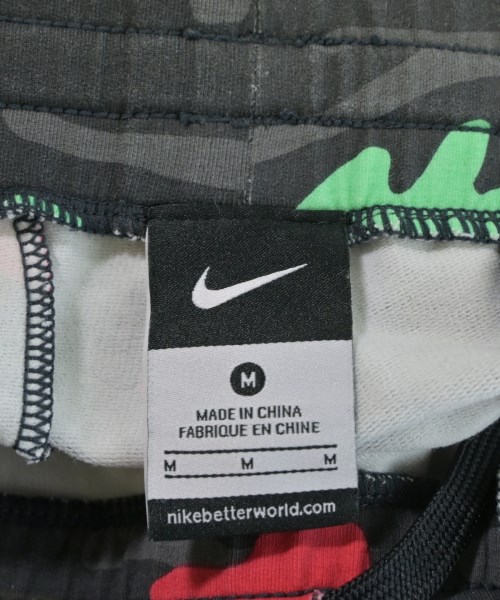 M
MADE IN CHINA
FABRIQUE EN CHINE
M M M
nikebetterworld.com